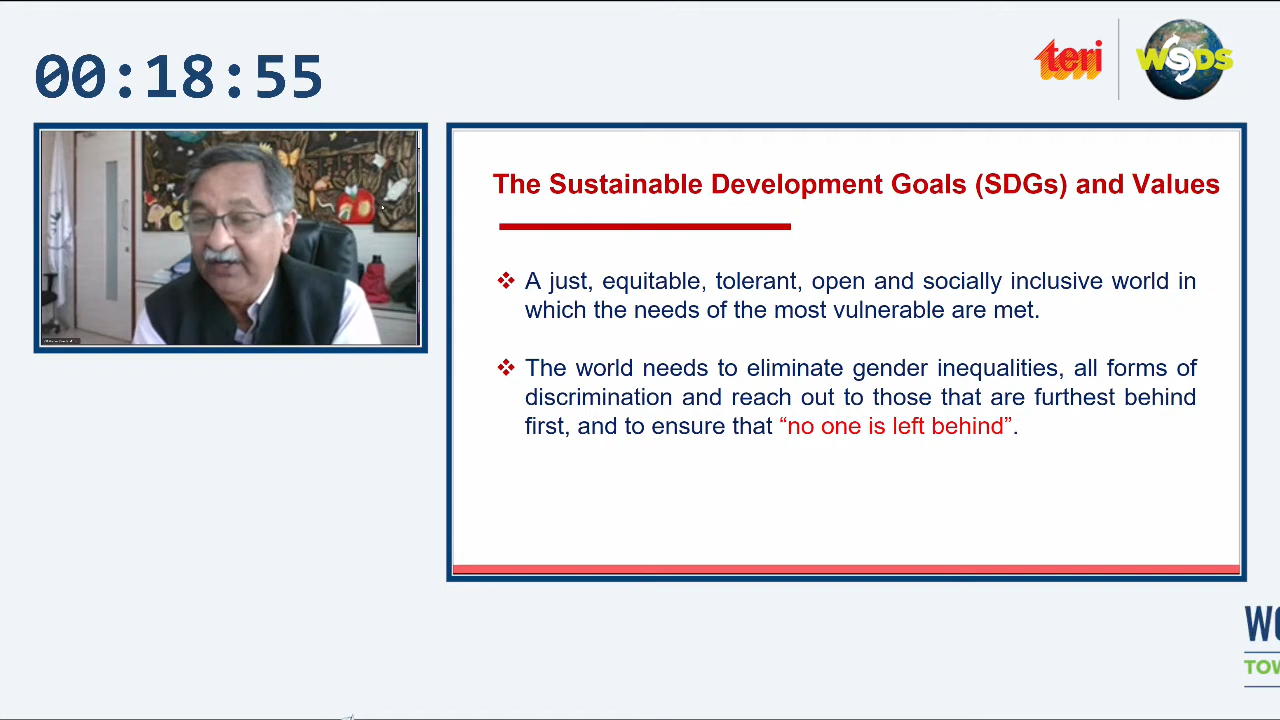 00:18:55
teri
WSDS
The Sustainable Development Goals (SDGs) and Values
❖ A just, equitable, tolerant, open and socially inclusive world in
which the needs of the most vulnerable are met.
❖ The world needs to eliminate gender inequalities, all forms of
discrimination and reach out to those that are furthest behind
first, and to ensure that “no one is left behind”.
WO
TOW